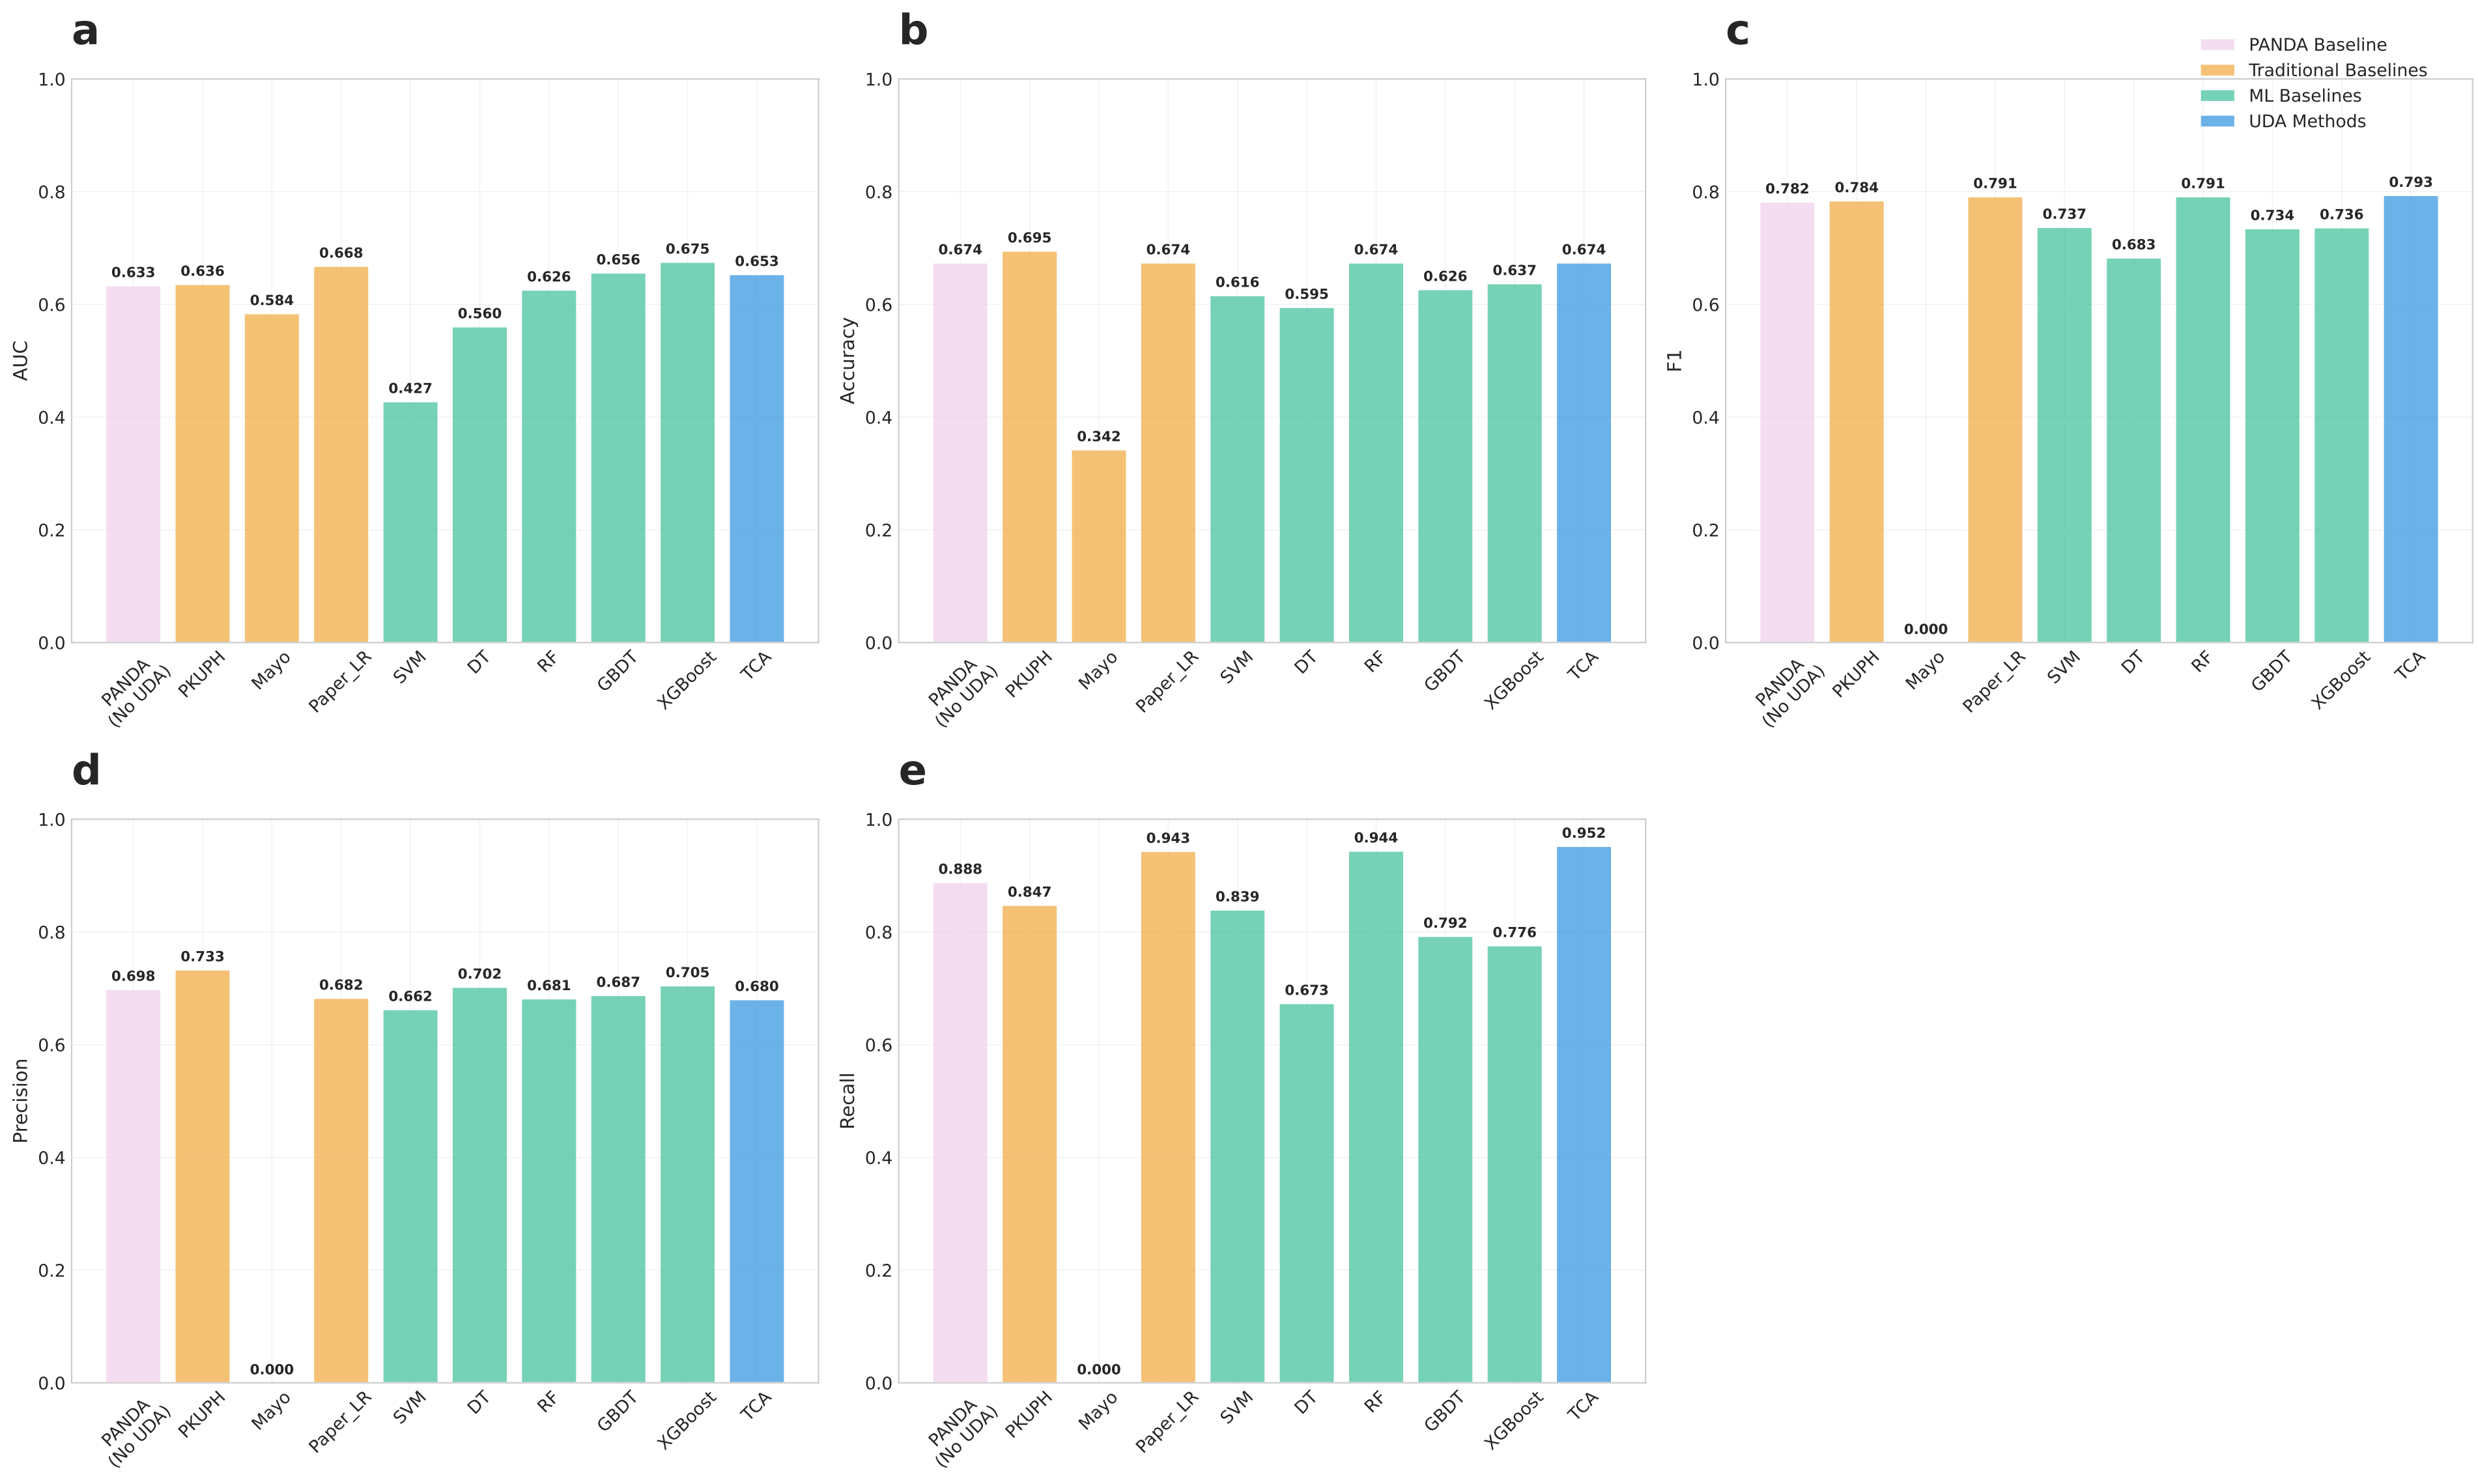 a
1.0
0.8
0.6
0.4
0.2
0.0
AUC
0.633
0.636
0.584
0.668
0.427
0.560
0.626
0.656
0.675
0.653
PANDA
(No UDA)
PKUPH
Mayo
Paper_LR
SVM
DT
RF
GBDT
XGBoost
TCA
b
1.0
0.8
0.6
0.4
0.2
0.0
Accuracy
0.674
0.695
0.342
0.674
0.616
0.595
0.674
0.626
0.637
0.674
PANDA
(No UDA)
PKUPH
Mayo
Paper_LR
SVM
DT
RF
GBDT
XGBoost
TCA
c
PANDA Baseline
Traditional Baselines
ML Baselines
UDA Methods
1.0
0.8
0.6
0.4
0.2
0.0
F1
0.782
0.784
0.000
0.791
0.737
0.683
0.791
0.734
0.736
0.793
PANDA
(No UDA)
PKUPH
Mayo
Paper_LR
SVM
DT
RF
GBDT
XGBoost
TCA
d
1.0
0.8
0.6
0.4
0.2
0.0
Precision
0.698
0.733
0.000
0.682
0.662
0.702
0.681
0.687
0.705
0.680
PANDA
(No UDA)
PKUPH
Mayo
Paper_LR
SVM
DT
RF
GBDT
XGBoost
TCA
e
1.0
0.8
0.6
0.4
0.2
0.0
Recall
0.888
0.847
0.000
0.943
0.839
0.673
0.944
0.792
0.776
0.952
PANDA
(No UDA)
PKUPH
Mayo
Paper_LR
SVM
DT
RF
GBDT
XGBoost
TCA